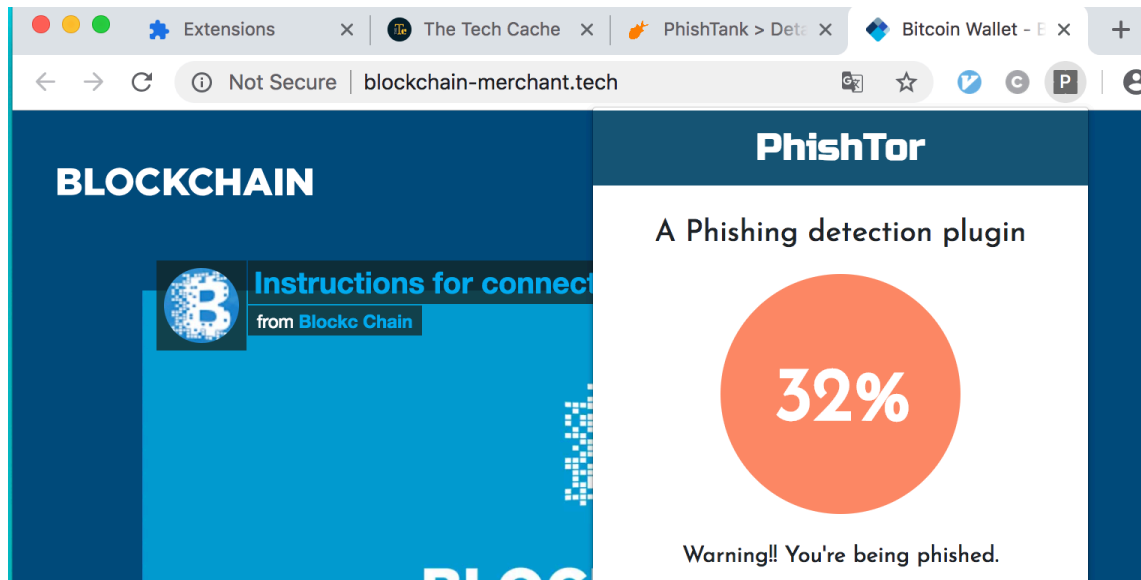 Extensions
The Tech Cache
PhishTank > Deta
Bitcoin Wallet - B
Not Secure
blockchain-merchant.tech
P
PhishTor
BLOCKCHAIN
A Phishing detection plugin
Instructions for connect
from Blockc Chain
32%
Warning!! You're being phished.
BLOC